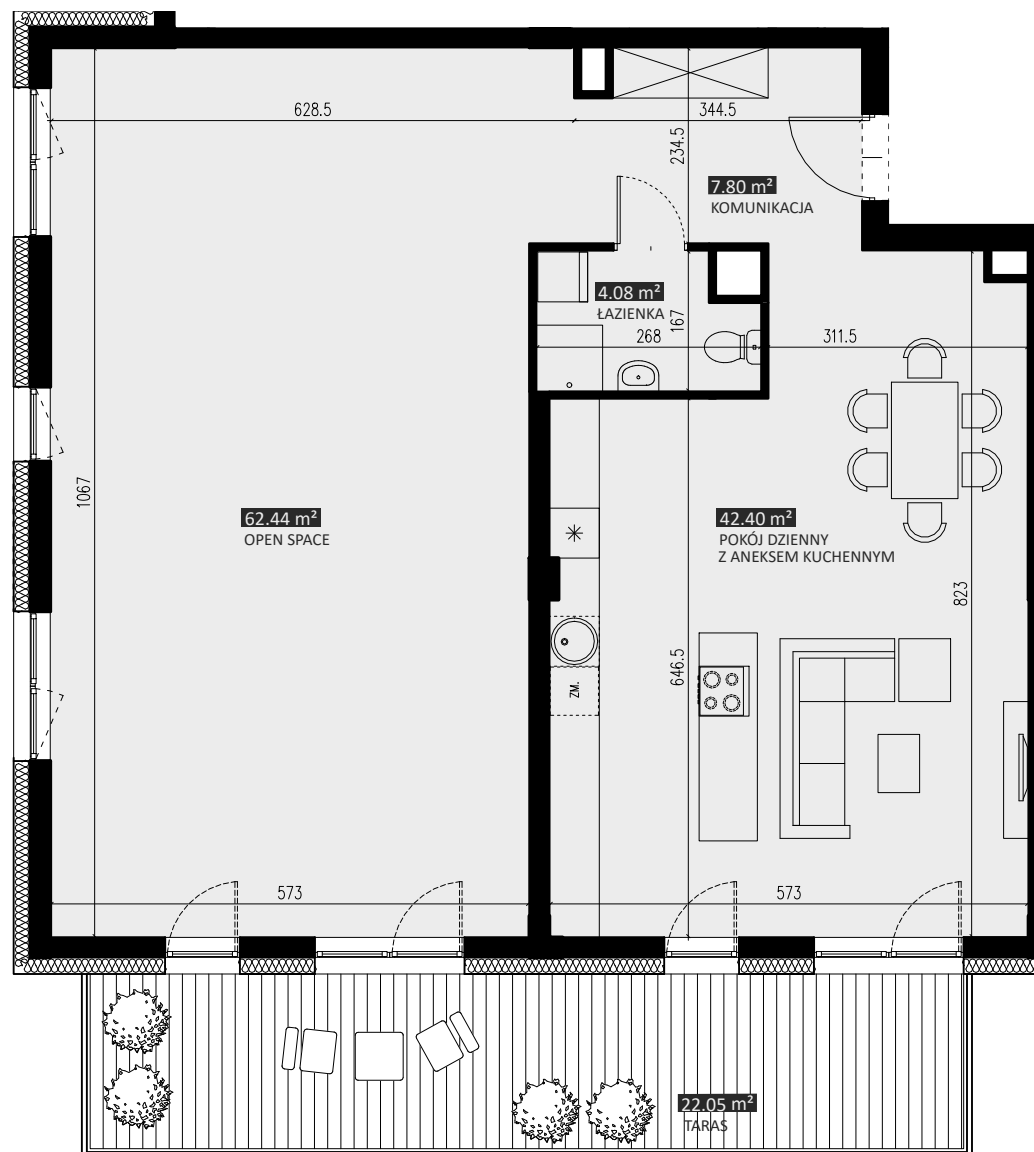 628.5
344.5
234.5
7.80 m²
KOMUNIKACJA
4.08 m²
ŁAZIENKA
167
268
311.5
1067
62.44 m²
OPEN SPACE
42.40 m²
POKÓJ DZIENNY
Z ANEKSEM KUCHENNYM
823
646.5
ZM.
573
573
22.05 m²
TARAS